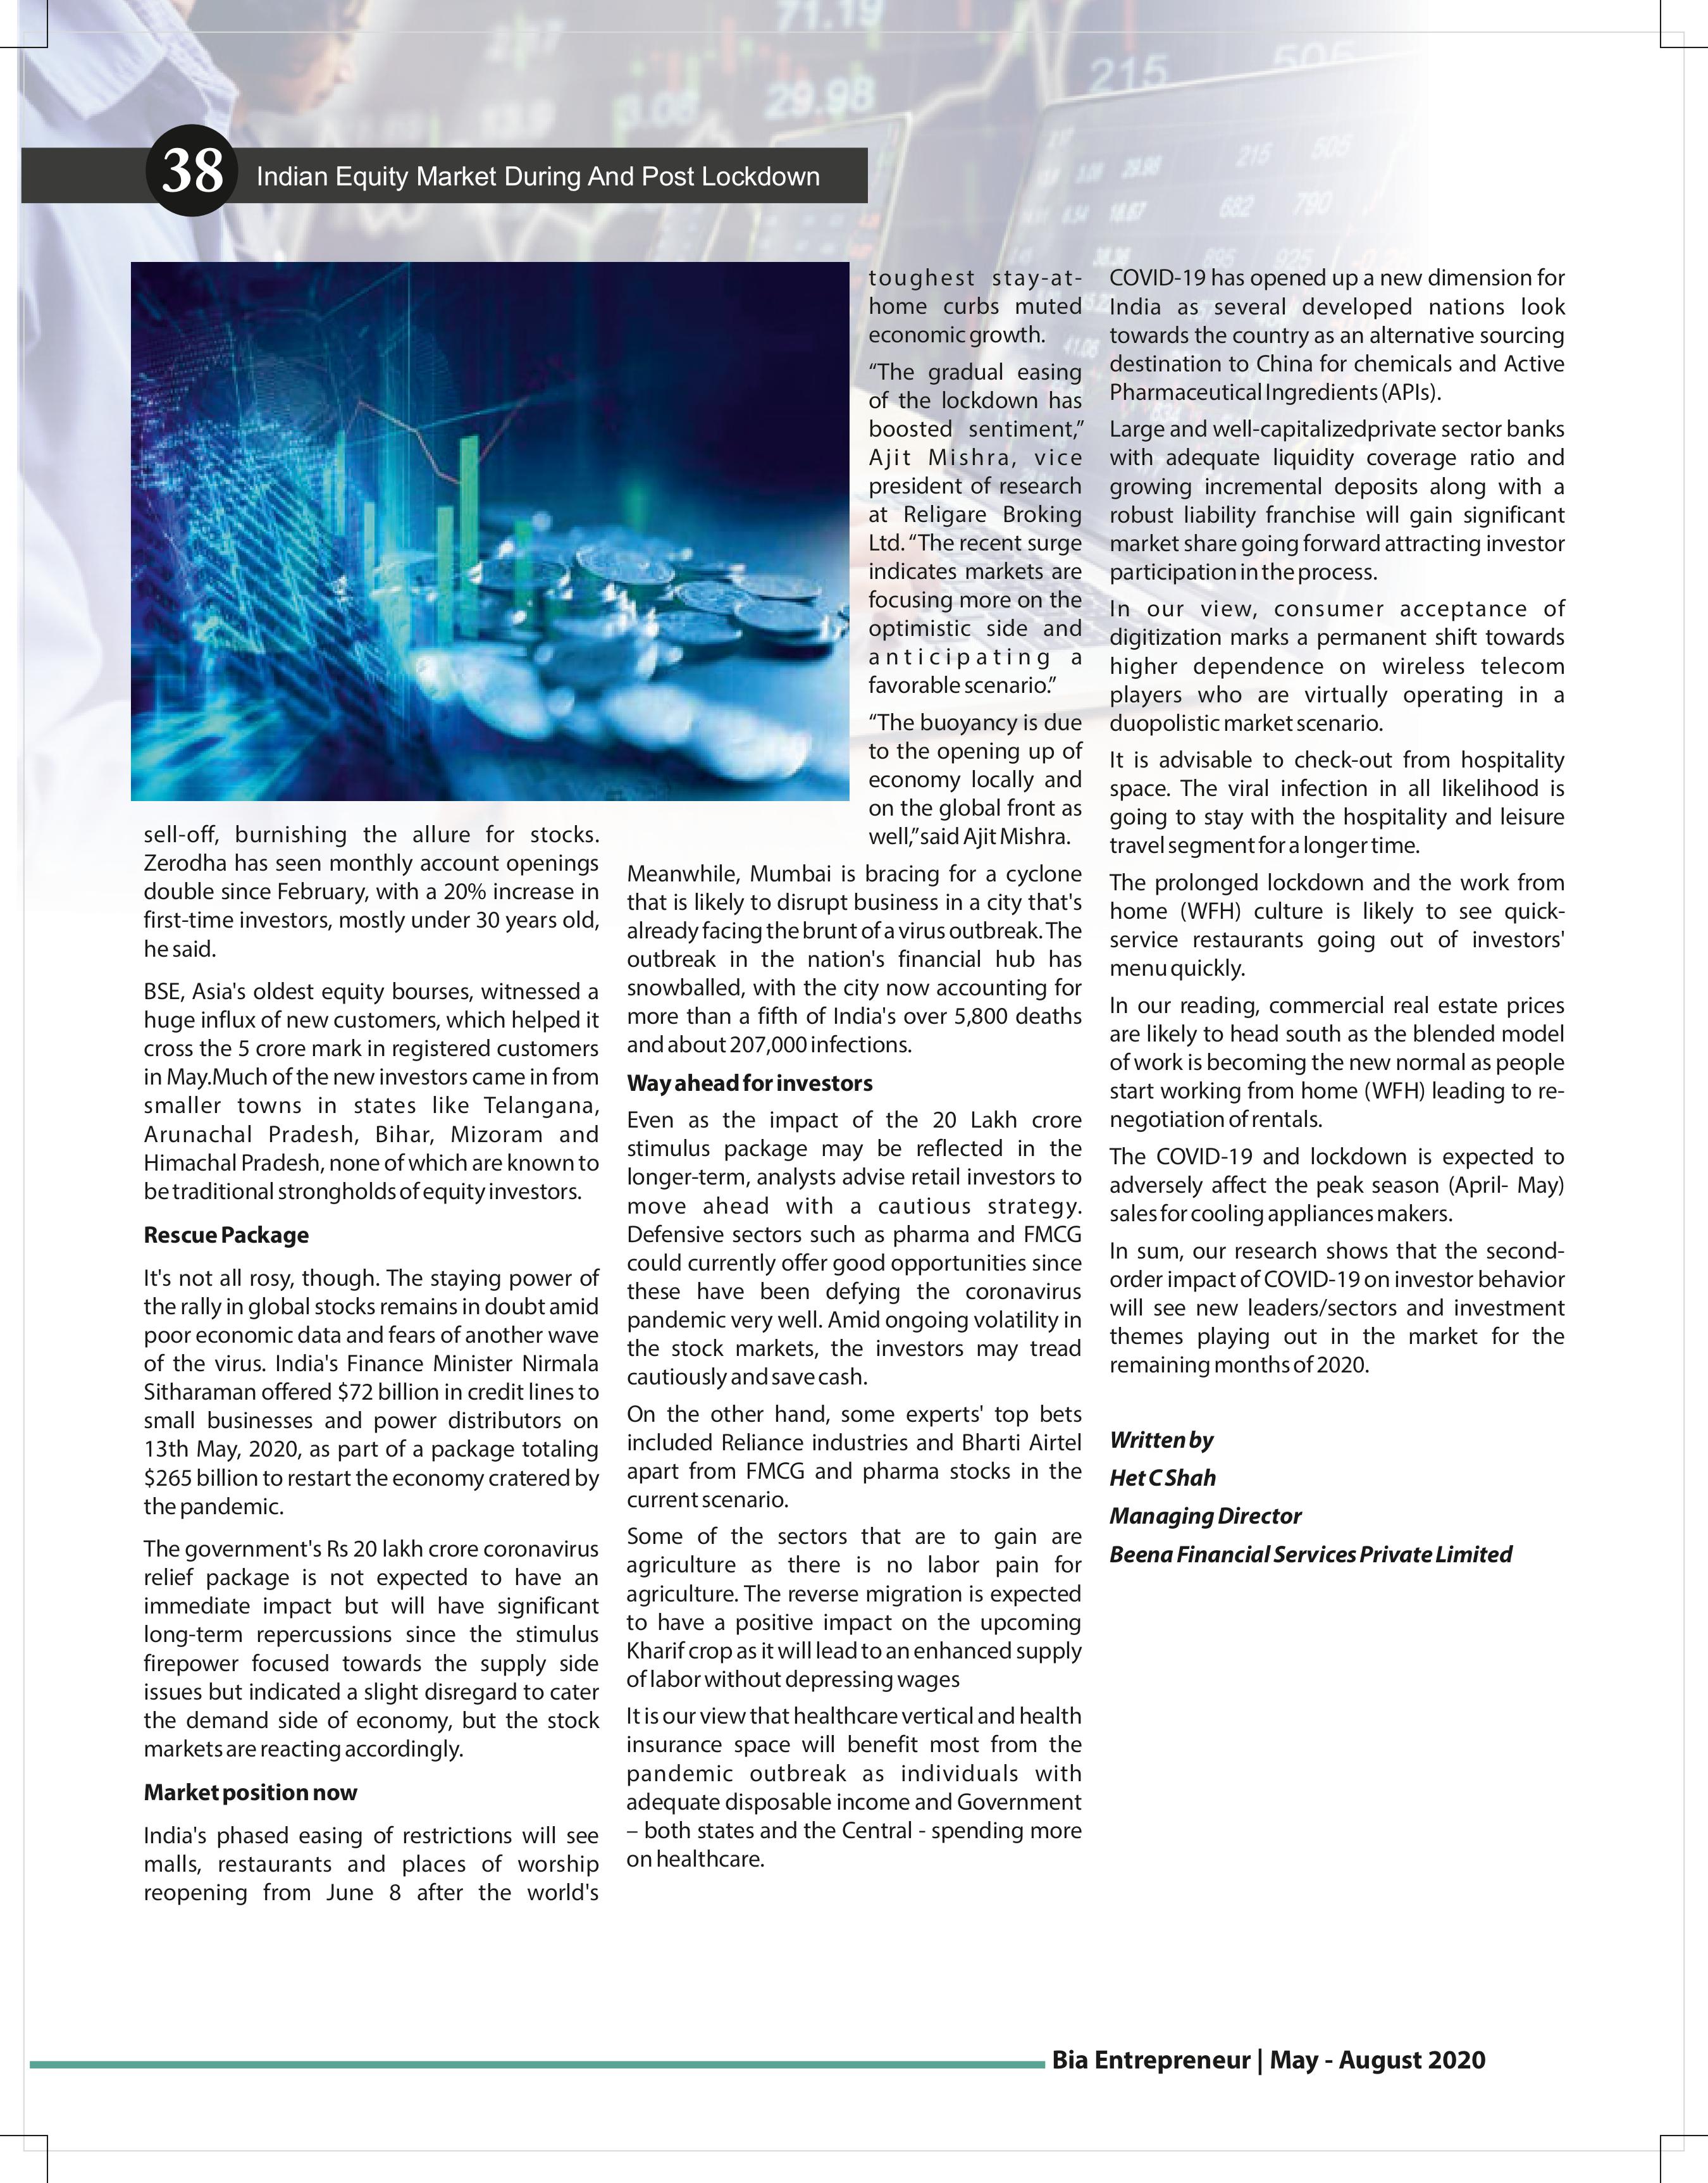 38
Indian Equity Market During And Post Lockdown
sell-off, burnishing the allure for stocks.
Zerodha has seen monthly account openings
double since February, with a 20% increase in
first-time investors, mostly under 30 years old,
he said.
BSE, Asia's oldest equity bourses, witnessed a
huge influx of new customers, which helped it
cross the 5 crore mark in registered customers
in May.Much of the new investors came in from
smaller towns in states like Telangana,
Arunachal Pradesh, Bihar, Mizoram and
Himachal Pradesh, none of which are known to
be traditional strongholds of equity investors.
Rescue Package
It's not all rosy, though. The staying power of
the rally in global stocks remains in doubt amid
poor economic data and fears of another wave
of the virus. India's Finance Minister Nirmala
Sitharaman offered $72 billion in credit lines to
small businesses and power distributors on
13th May, 2020, as part of a package totaling
$265 billion to restart the economy cratered by
the pandemic.
The government's Rs 20 lakh crore coronavirus
relief package is not expected to have an
immediate impact but will have significant
long-term repercussions since the stimulus
firepower focused towards the supply side
issues but indicated a slight disregard to cater
the demand side of economy, but the stock
markets are reacting accordingly.
Market position now
India's phased easing of restrictions will see
malls, restaurants and places of worship
reopening from June 8 after the world's
toughest stay-at-
home curbs muted
economic growth.
“The gradual easing
of the lockdown has
boosted sentiment,”
Ajit Mishra, vice
president of research
at Religare Broking
Ltd. “The recent surge
indicates markets are
focusing more on the
optimistic side and
anticipating a
favorable scenario.”
“The buoyancy is due
to the opening up of
economy locally and
on the global front as
well,” said Ajit Mishra.
Meanwhile, Mumbai is bracing for a cyclone
that is likely to disrupt business in a city that's
already facing the brunt of a virus outbreak. The
outbreak in the nation's financial hub has
snowballed, with the city now accounting for
more than a fifth of India's over 5,800 deaths
and about 207,000 infections.
Way ahead for investors
Even as the impact of the 20 Lakh crore
stimulus package may be reflected in the
longer-term, analysts advise retail investors to
move ahead with a cautious strategy.
Defensive sectors such as pharma and FMCG
could currently offer good opportunities since
these have been defying the coronavirus
pandemic very well. Amid ongoing volatility in
the stock markets, the investors may tread
cautiously and save cash.
On the other hand, some experts' top bets
included Reliance industries and Bharti Airtel
apart from FMCG and pharma stocks in the
current scenario.
Some of the sectors that are to gain are
agriculture as there is no labor pain for
agriculture. The reverse migration is expected
to have a positive impact on the upcoming
Kharif crop as it will lead to an enhanced supply
of labor without depressing wages
It is our view that healthcare vertical and health
insurance space will benefit most from the
pandemic outbreak as individuals with
adequate disposable income and Government
– both states and the Central - spending more
on healthcare.
COVID-19 has opened up a new dimension for
India as several developed nations look
towards the country as an alternative sourcing
destination to China for chemicals and Active
Pharmaceutical Ingredients (APIs).
Large and well-capitalizedprivate sector banks
with adequate liquidity coverage ratio and
growing incremental deposits along with a
robust liability franchise will gain significant
market share going forward attracting investor
participation in the process.
In our view, consumer acceptance of
digitization marks a permanent shift towards
higher dependence on wireless telecom
players who are virtually operating in a
duopolistic market scenario.
It is advisable to check-out from hospitality
space. The viral infection in all likelihood is
going to stay with the hospitality and leisure
travel segment for a longer time.
The prolonged lockdown and the work from
home (WFH) culture is likely to see quick-
service restaurants going out of investors'
menu quickly.
In our reading, commercial real estate prices
are likely to head south as the blended model
of work is becoming the new normal as people
start working from home (WFH) leading to re-
negotiation of rentals.
The COVID-19 and lockdown is expected to
adversely affect the peak season (April- May)
sales for cooling appliances makers.
In sum, our research shows that the second-
order impact of COVID-19 on investor behavior
will see new leaders/sectors and investment
themes playing out in the market for the
remaining months of 2020.
Written by
Het C Shah
Managing Director
Beena Financial Services Private Limited
Bia Entrepreneur | May - August 2020